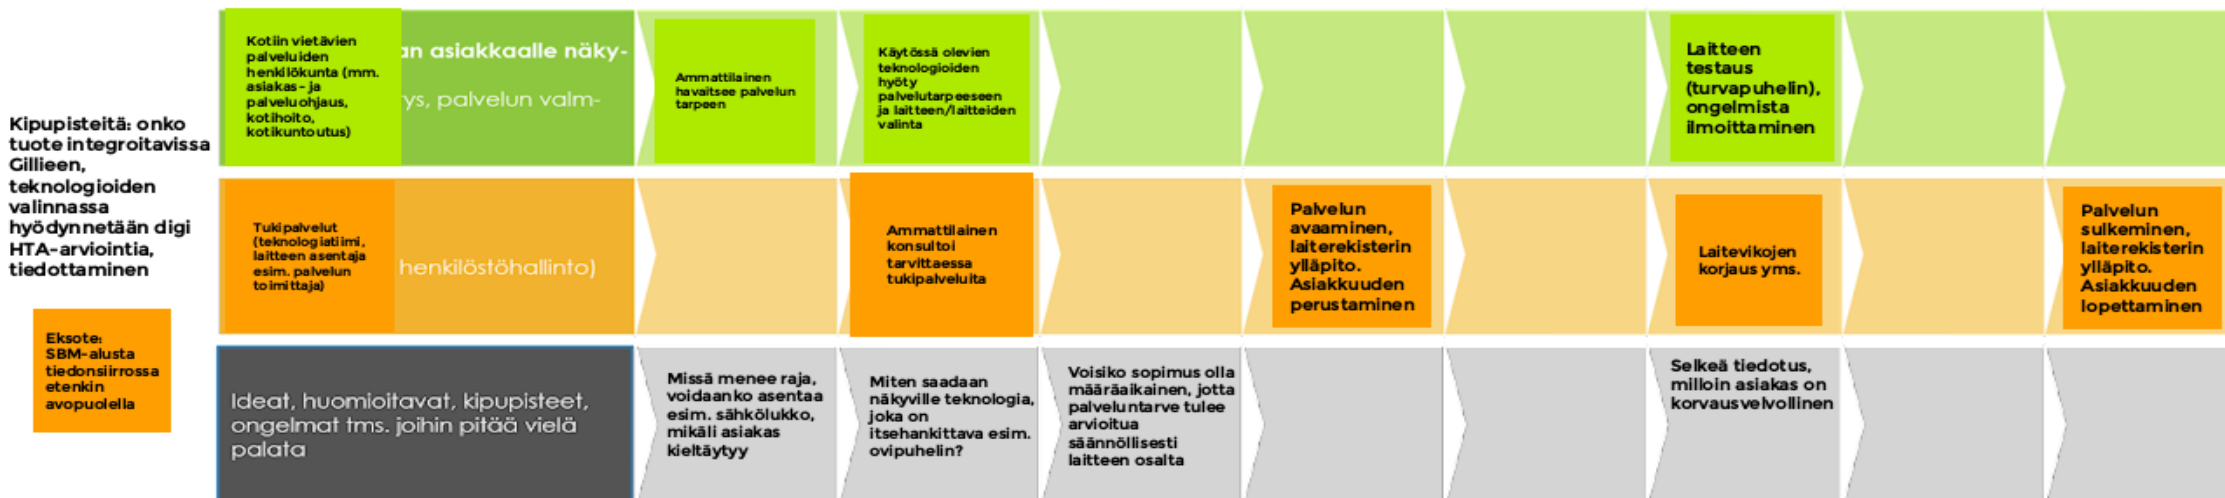 Kipupisteitä: onko
tuote integroitavissa
Gillieen,
teknologioiden
valinnassa
hyödynnetään digi
HTA-arviointia,
tiedottaminen
Eksote:
SBM-alusta
tiedonsiirrossa
etenkin
avopuolella
Kotiin vietävien
palveluiden
henkilökunta (mm.
asiakas- ja
palveluohjaus,
kotihoito,
kotikuntoutus)
an asiakkaalle näky-
ys, palvelun valm-
Ammattilainen
havaitsee palvelun
tarpeen
Käytössä olevien
teknologioiden
hyöty
palvelutarpeeseen
ja laitteen/laitteiden
valinta
Laitteen
testaus
(turvapuhelin),
ongelmista
ilmoittaminen
Tukipalvelut
(teknologiatiimi,
laitteen asentaja
esim. palvelun
toimittaja)
henkilöstöhallinto)
Ammattilainen
konsultoi
tarvittaessa
tukipalveluita
Palvelun
avaaminen,
laiterekisterin
ylläpito.
Asiakkuuden
perustaminen
Laitevikojen
korjaus yms.
Palvelun
sulkeminen,
laiterekisterin
ylläpito.
Asiakkuuden
lopettaminen
Ideat, huomioitavat, kipupisteet,
ongelmat tms. joihin pitää vielä
palata
Missä menee raja,
voidaanko asentaa
esim. sähkölukko,
mikäli asiakas
kieltäytyy
Miten saadaan
näkyville teknologia,
joka on
itsehankittava esim.
ovipuhelin?
Voisiko sopimus olla
määräaikainen, jotta
palveluntarve tulee
arvioitua
säännöllisesti
laitteen osalta
Selkeä tiedotus,
milloin asiakas on
korvausvelvollinen